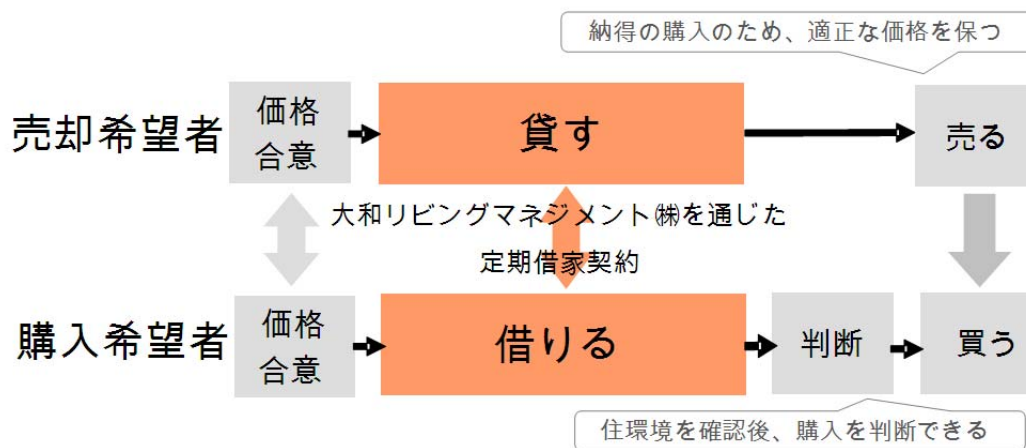 納得の購入のため、適正な価格を保つ
売却希望者
価格
合意
貸す
売る
大和リビングマネジメント㈱を通じた
定期借家契約
購入希望者
価格
合意
借りる
判断
買う
住環境を確認後、購入を判断できる